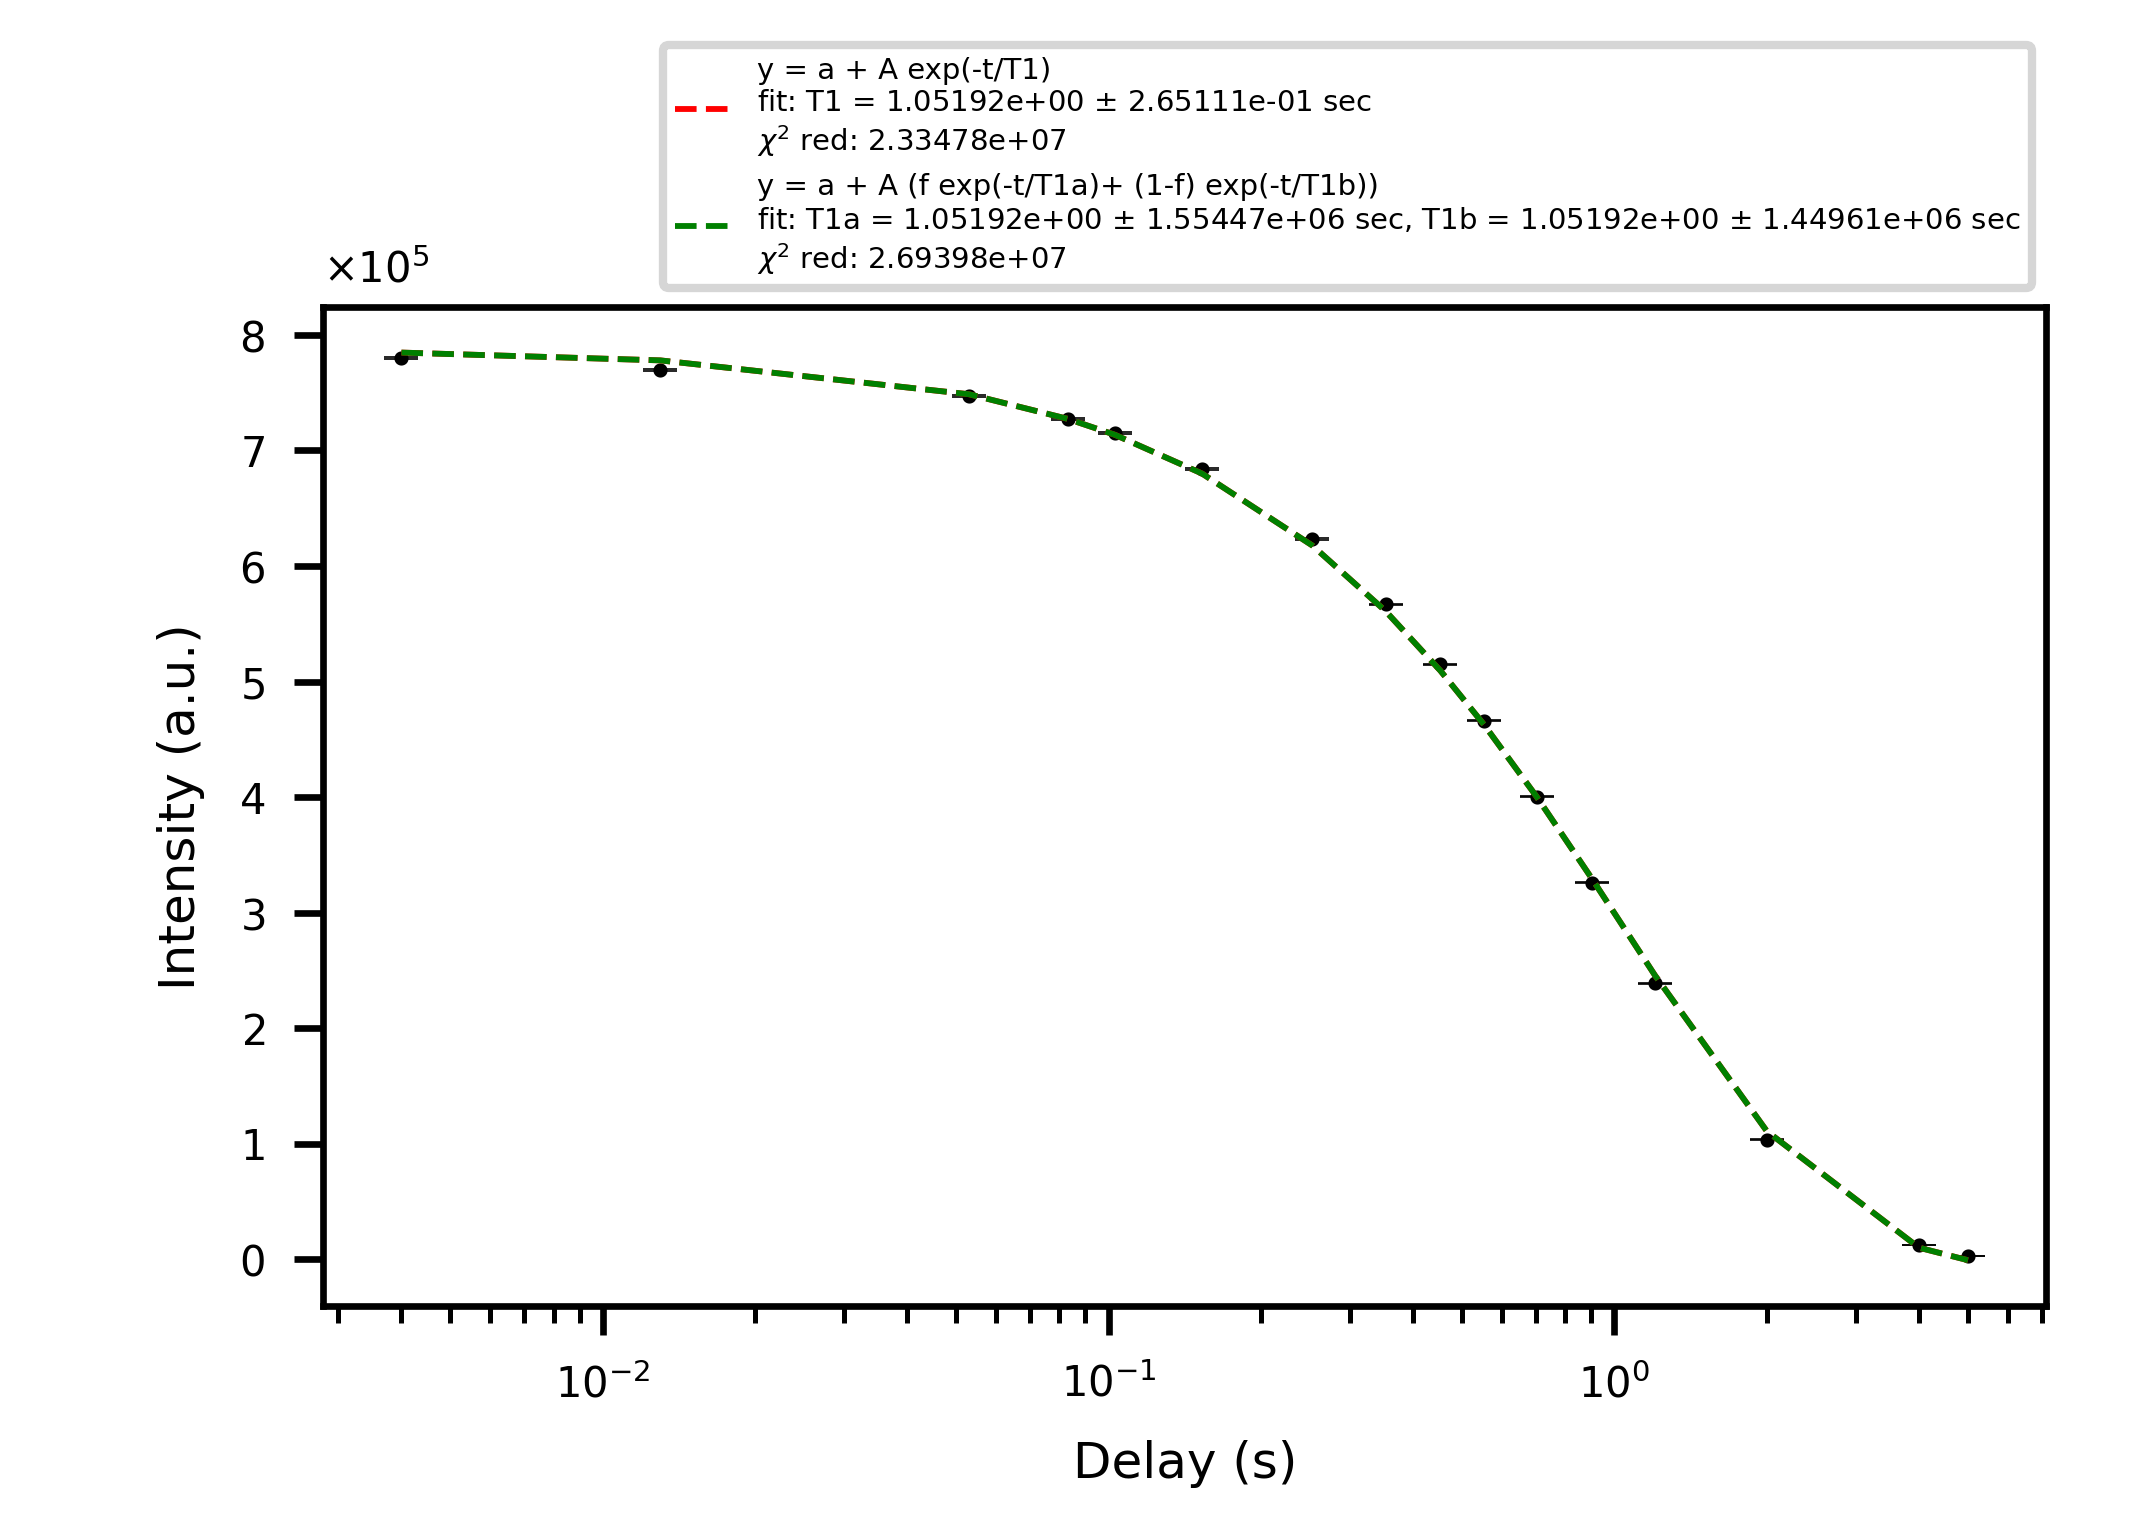 y = a + A exp(-t/T1)
fit: T1 = 1.05192e+00 ± 2.65111e-01 sec
χ² red: 2.33478e+07
y = a + A (f exp(-t/T1a)+ (1-f) exp(-t/T1b))
fit: T1a = 1.05192e+00 ± 1.55447e+06 sec, T1b = 1.05192e+00 ± 1.44961e+06 sec
χ² red: 2.69398e+07
×10⁵
8
7
6
5
4
3
2
1
0
Intensity (a.u.)
10⁻² 10⁻¹ 10⁰
Delay (s)